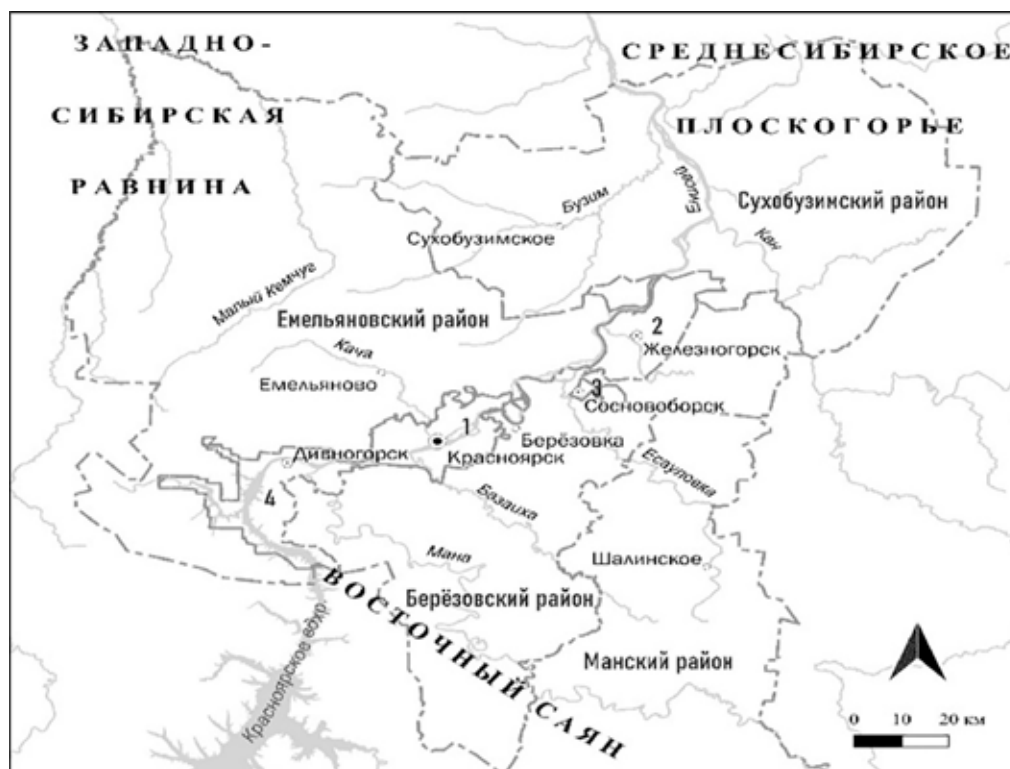 ЗАПАДНО-
СИБИРСКАЯ
РАВНИНА
СРЕДНЕСИБИРСКОЕ
ПЛОСКОГОРЬЕ
Сухобузимский район
Енисей
Бузим
Кан
Сухобузимское
Малый Кемчуг
Емельяновский район
2
Железногорск
Кача
Емельяново
3
Сосновоборск
1
Дивногорск
Красноярск
Берёзовка
Есауловка
4
Базаиха
Мана
Шалинское
ВОСТОЧНЫЙ САЯН
Берёзовский район
Манский район
Красноярское вдхр.
0 10 20 км